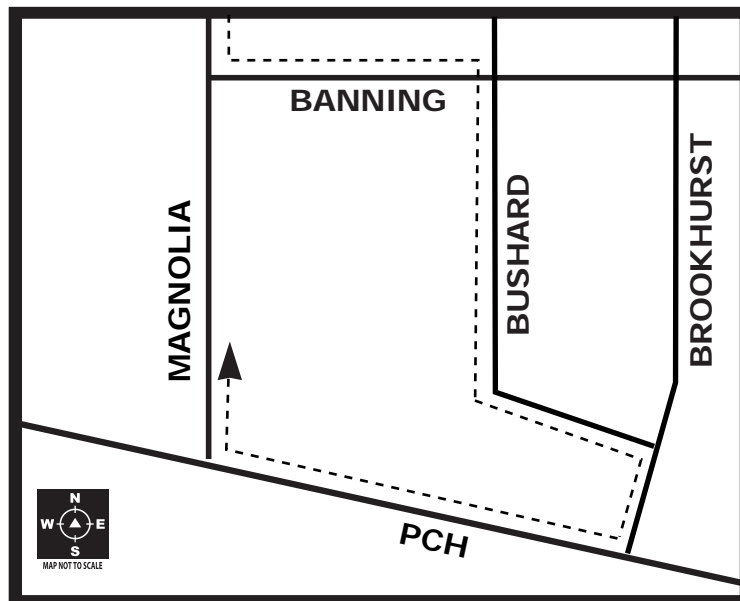 BANNING
MAGNOLIA
BUSHARD
BROOKHURST
PCH
N
W E
S
MAP NOT TO SCALE